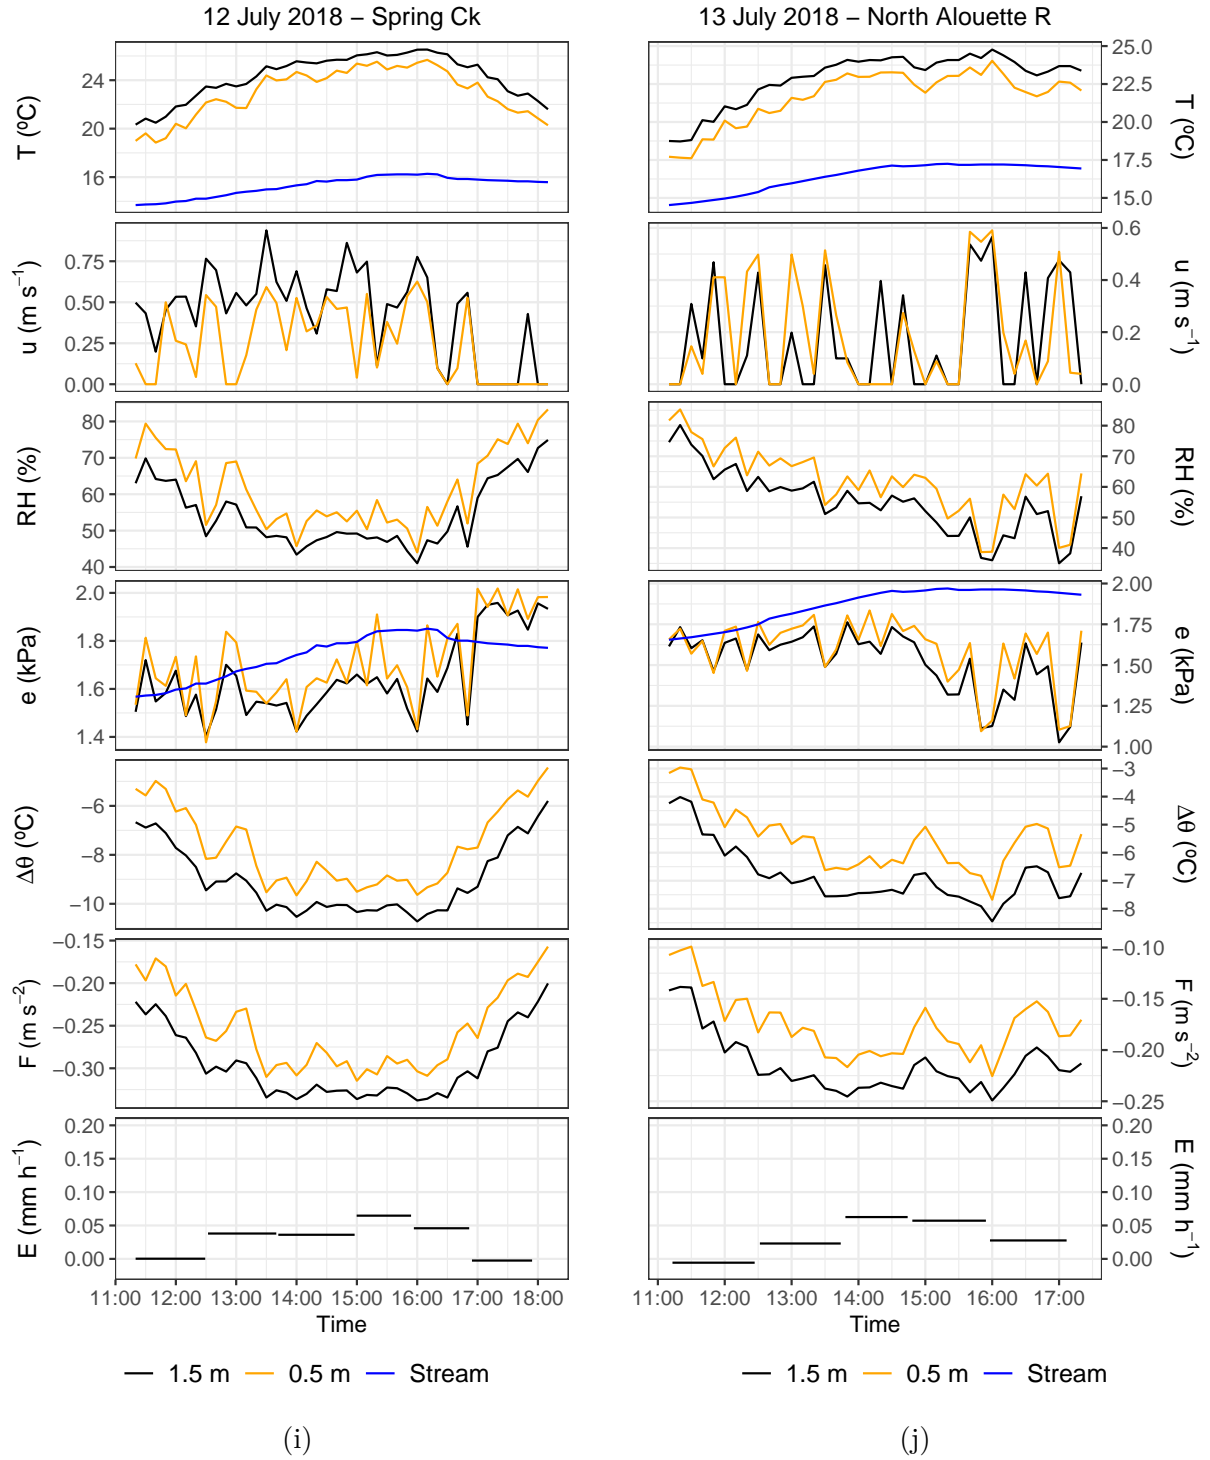 12 July 2018 − Spring Ck
T (ºC)
24
20
16
u (m s⁻¹)
0.75
0.50
0.25
0.00
RH (%)
80
70
60
50
40
e (kPa)
2.0
1.8
1.6
1.4
Δθ (ºC)
−6
−8
−10
F (m s⁻²)
−0.15
−0.20
−0.25
−0.30
E (mm h⁻¹)
0.20
0.15
0.10
0.05
0.00
11:00 12:00 13:00 14:00 15:00 16:00 17:00 18:00
Time
1.5 m 0.5 m Stream
(i)
13 July 2018 − North Alouette R
25.0
22.5
20.0
17.5
15.0
T (ºC)
0.6
0.4
0.2
0.0
u (m s⁻¹)
80
70
60
50
40
RH (%)
2.00
1.75
1.50
1.25
1.00
e (kPa)
−3
−4
−5
−6
−7
−8
Δθ (ºC)
−0.10
−0.15
−0.20
−0.25
F (m s⁻²)
0.20
0.15
0.10
0.05
0.00
E (mm h⁻¹)
11:00 12:00 13:00 14:00 15:00 16:00 17:00
Time
1.5 m 0.5 m Stream
(j)